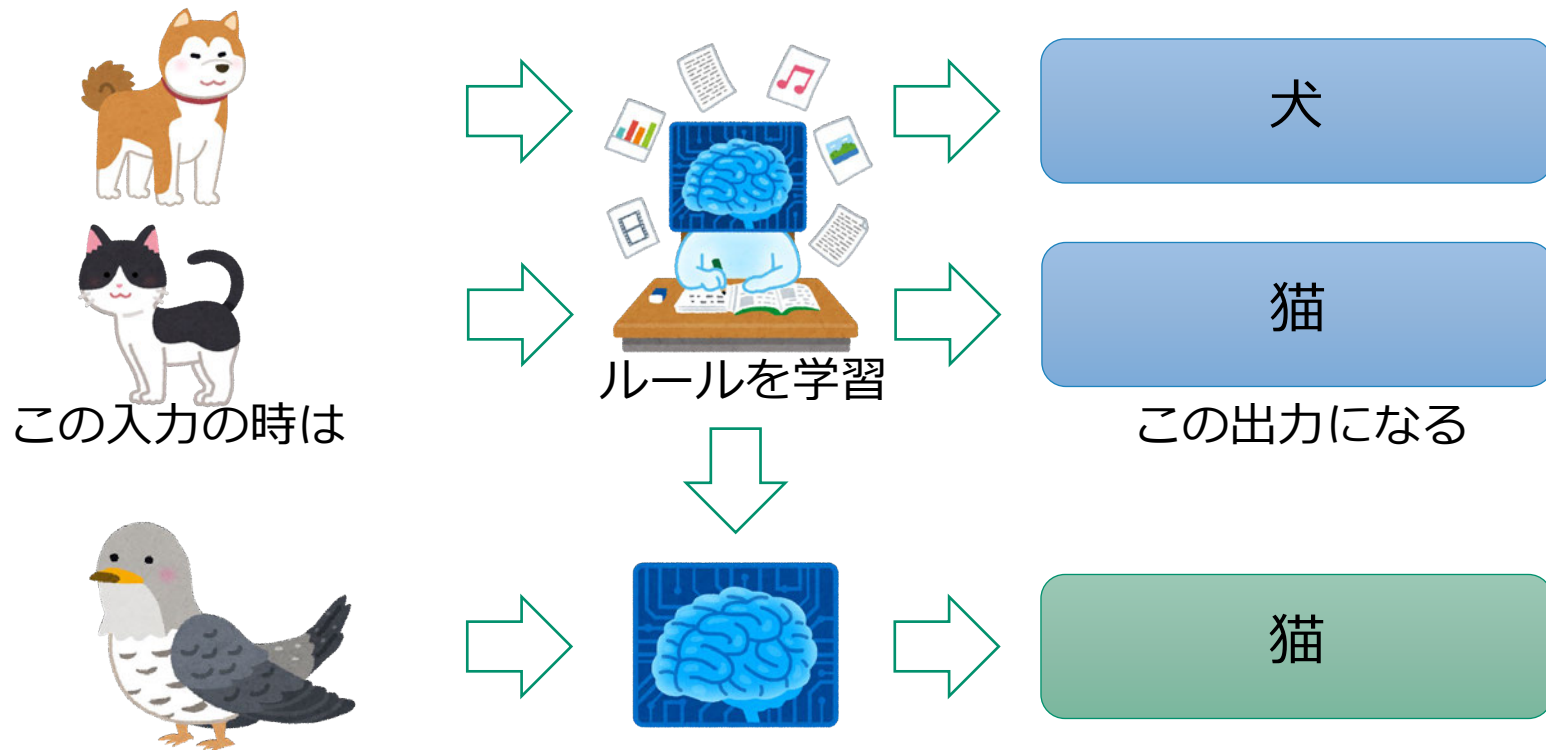 犬
猫
ルールを学習
この入力の時は
この出力になる
猫